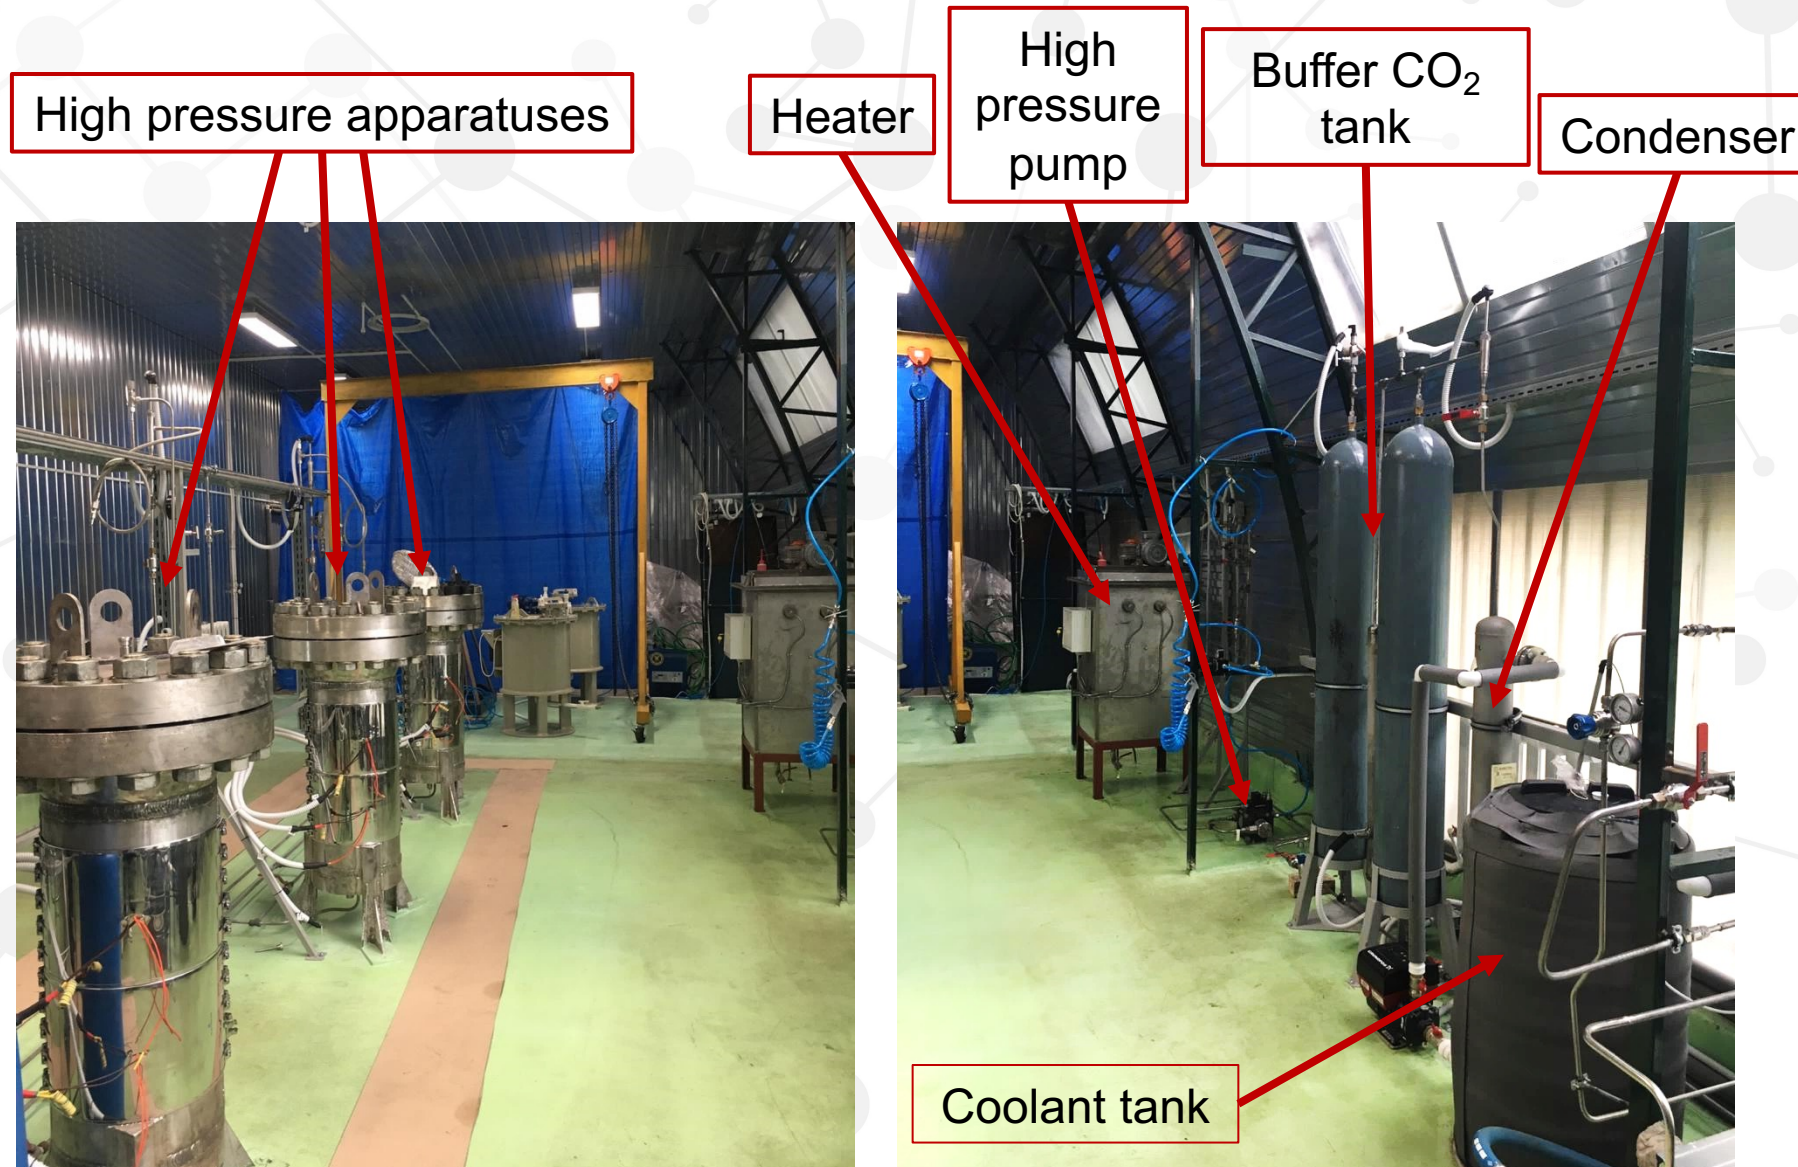 High pressure apparatuses
Heater
High
pressure
pump
Buffer CO₂
tank
Condenser
Coolant tank